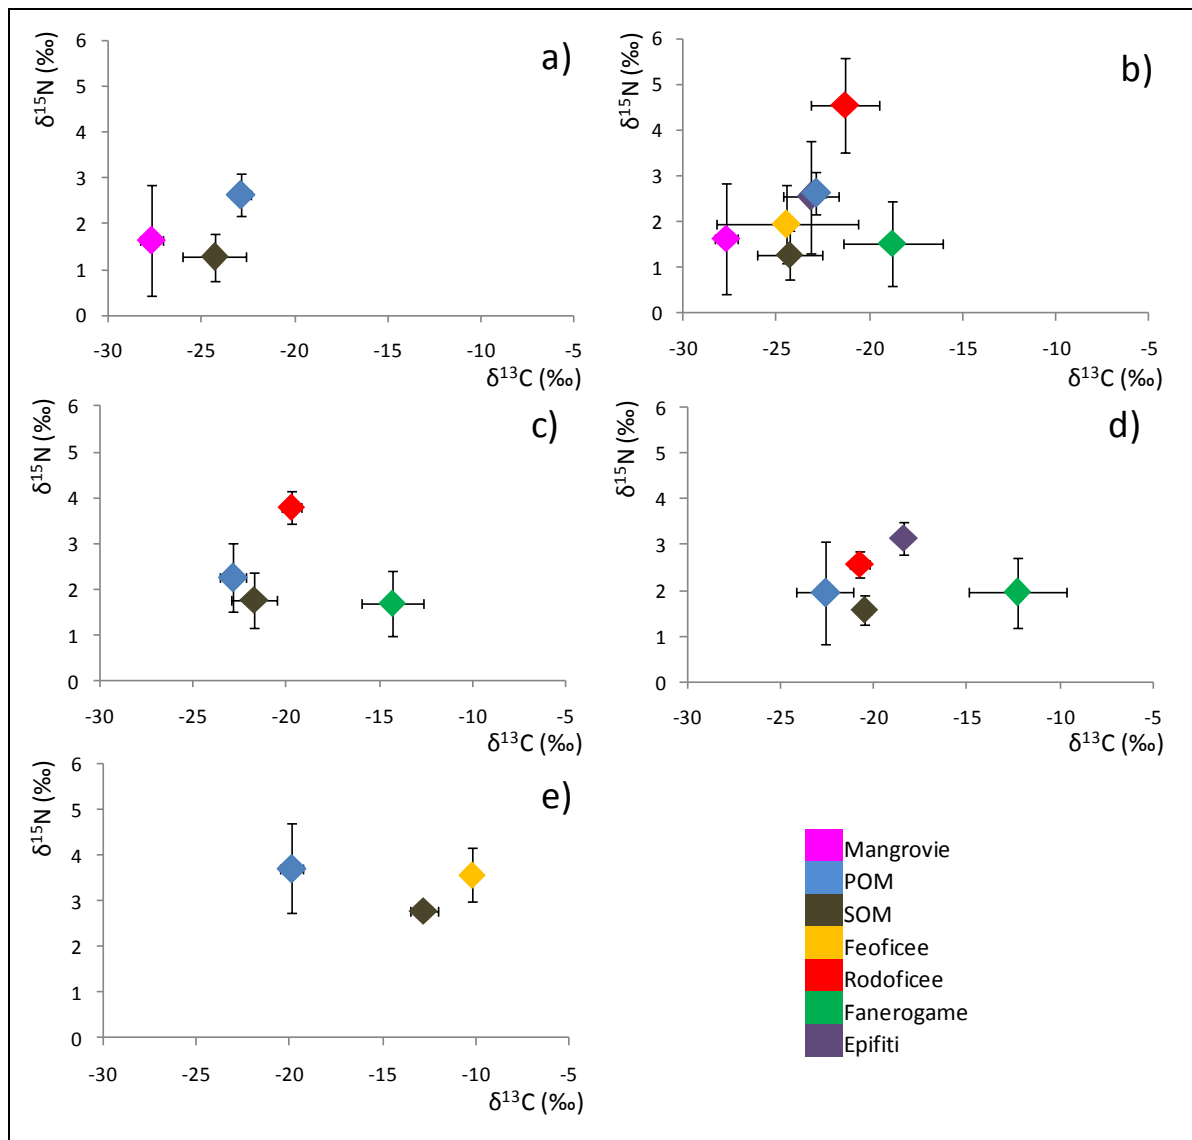 a)
δ15N (‰)
6
5
4
3
2
1
0
-30 -25 -20 -15 -10 -5
δ13C (‰)
b)
δ15N (‰)
6
5
4
3
2
1
0
-30 -25 -20 -15 -10 -5
δ13C (‰)
c)
δ15N (‰)
6
5
4
3
2
1
0
-30 -25 -20 -15 -10 -5
δ13C (‰)
d)
δ15N (‰)
6
5
4
3
2
1
0
-30 -25 -20 -15 -10 -5
δ13C (‰)
e)
δ15N (‰)
6
5
4
3
2
1
0
-30 -25 -20 -15 -10 -5
δ13C (‰)
Mangrovie
POM
SOM
Feoficee
Rodoficee
Fanerogame
Epifiti